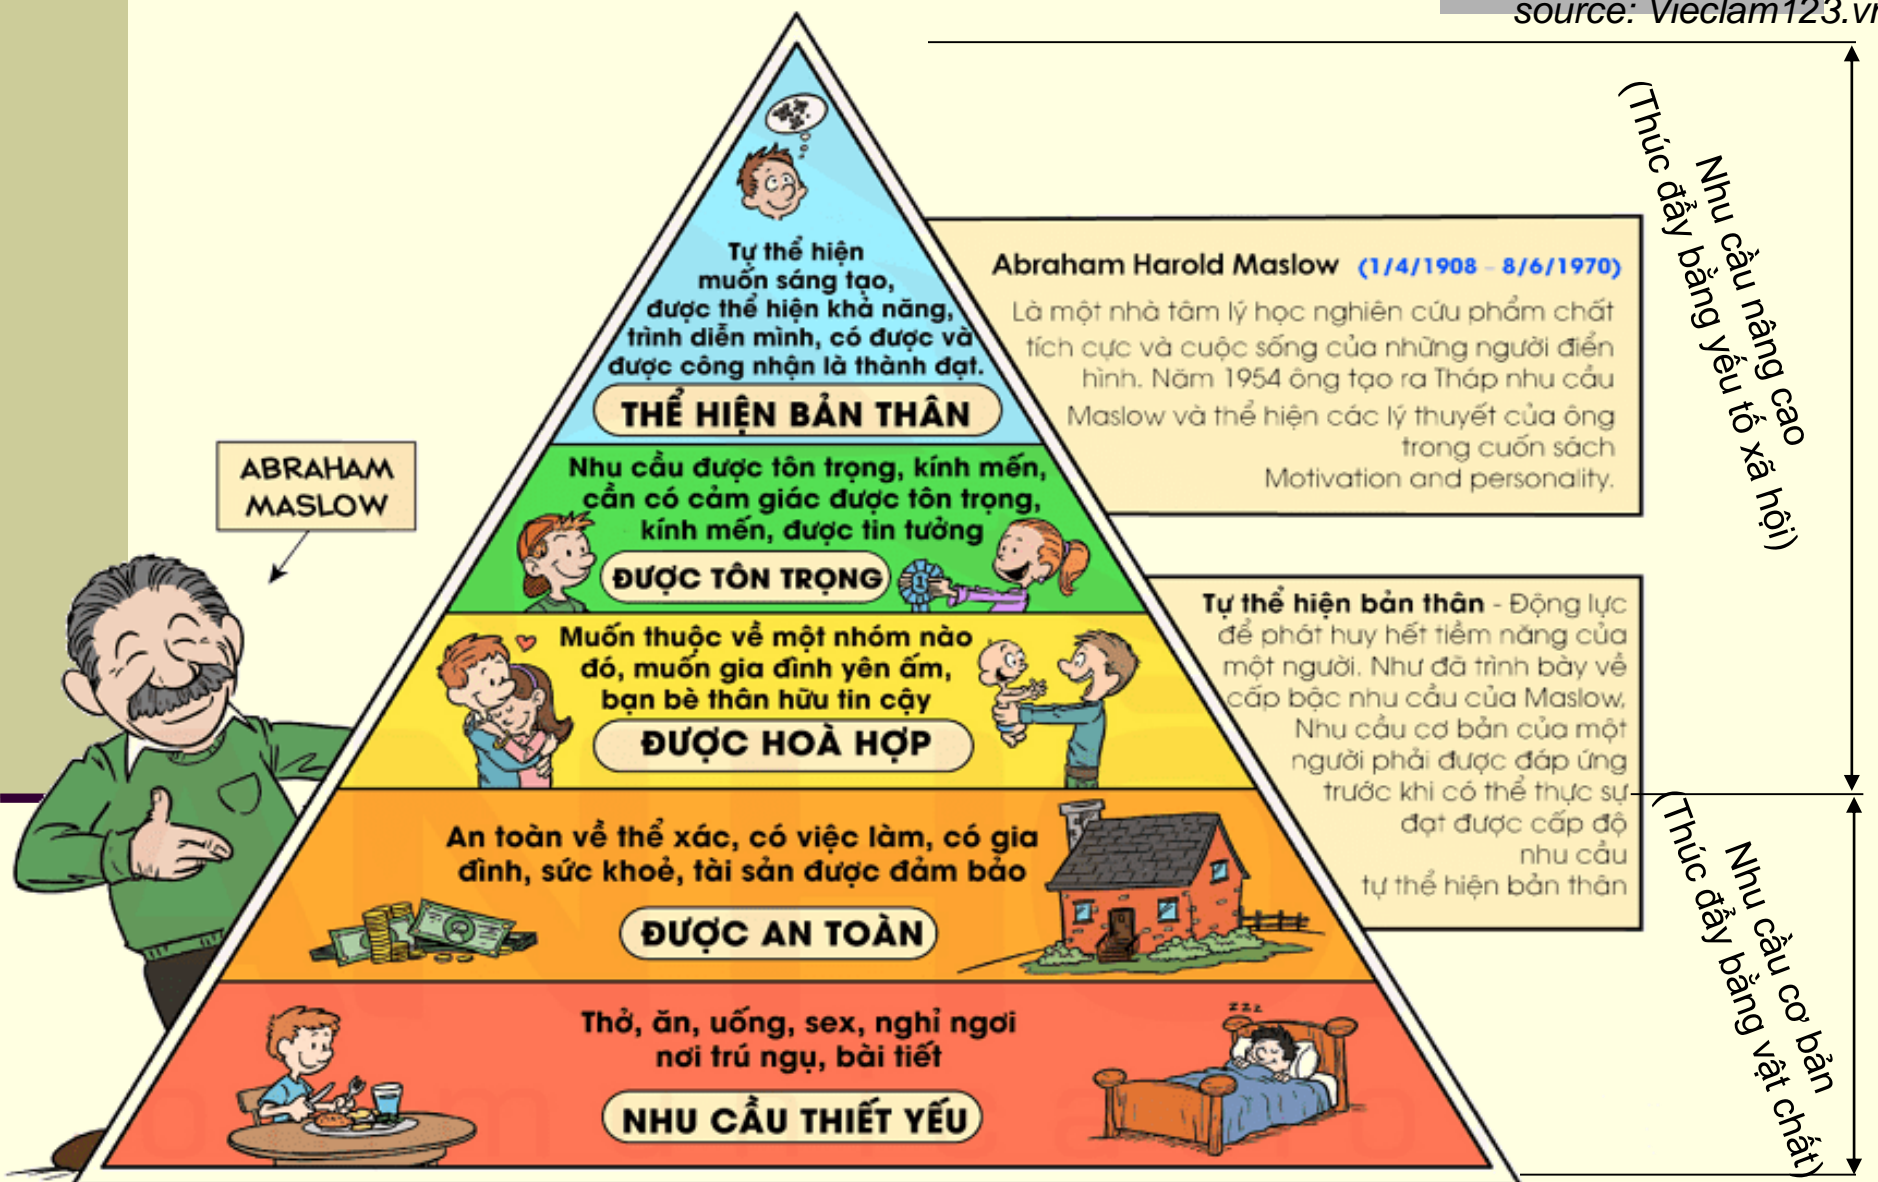 source: Vieclam123.vn
Tự thể hiện
muốn sáng tạo,
được thể hiện khả năng,
trình diễn mình, có được và
được công nhận là thành đạt.
THỂ HIỆN BẢN THÂN
Nhu cầu được tôn trọng, kính mến,
cần có cảm giác được tôn trọng,
kính mến, được tin tưởng
ĐƯỢC TÔN TRỌNG
1
Muốn thuộc về một nhóm nào
đó, muốn gia đình yên ấm,
bạn bè thân hữu tin cậy
ĐƯỢC HOÀ HỢP
An toàn về thể xác, có việc làm, có gia
đình, sức khoẻ, tài sản được đảm bảo
ĐƯỢC AN TOÀN
Thở, ăn, uống, sex, nghỉ ngơi
nơi trú ngụ, bài tiết
NHU CẦU THIẾT YẾU
zzz
ABRAHAM
MASLOW
Abraham Harold Maslow (1/4/1908 - 8/6/1970)
Là một nhà tâm lý học nghiên cứu phẩm chất
tích cực và cuộc sống của những người điển
hình. Năm 1954 ông tạo ra Tháp nhu cầu
Maslow và thể hiện các lý thuyết của ông
trong cuốn sách
Motivation and personality.
Tự thể hiện bản thân - Động lực
để phát huy hết tiềm năng của
một người. Như đã trình bày về
cấp bậc nhu cầu của Maslow,
Nhu cầu cơ bản của một
người phải được đáp ứng
trước khi có thể thực sự
đạt được cấp độ
nhu cầu
tự thể hiện bản thân
Nhu cầu nâng cao
(Thúc đẩy bằng yếu tố xã hội)
Nhu cầu cơ bản
(Thúc đẩy bằng vật chất)